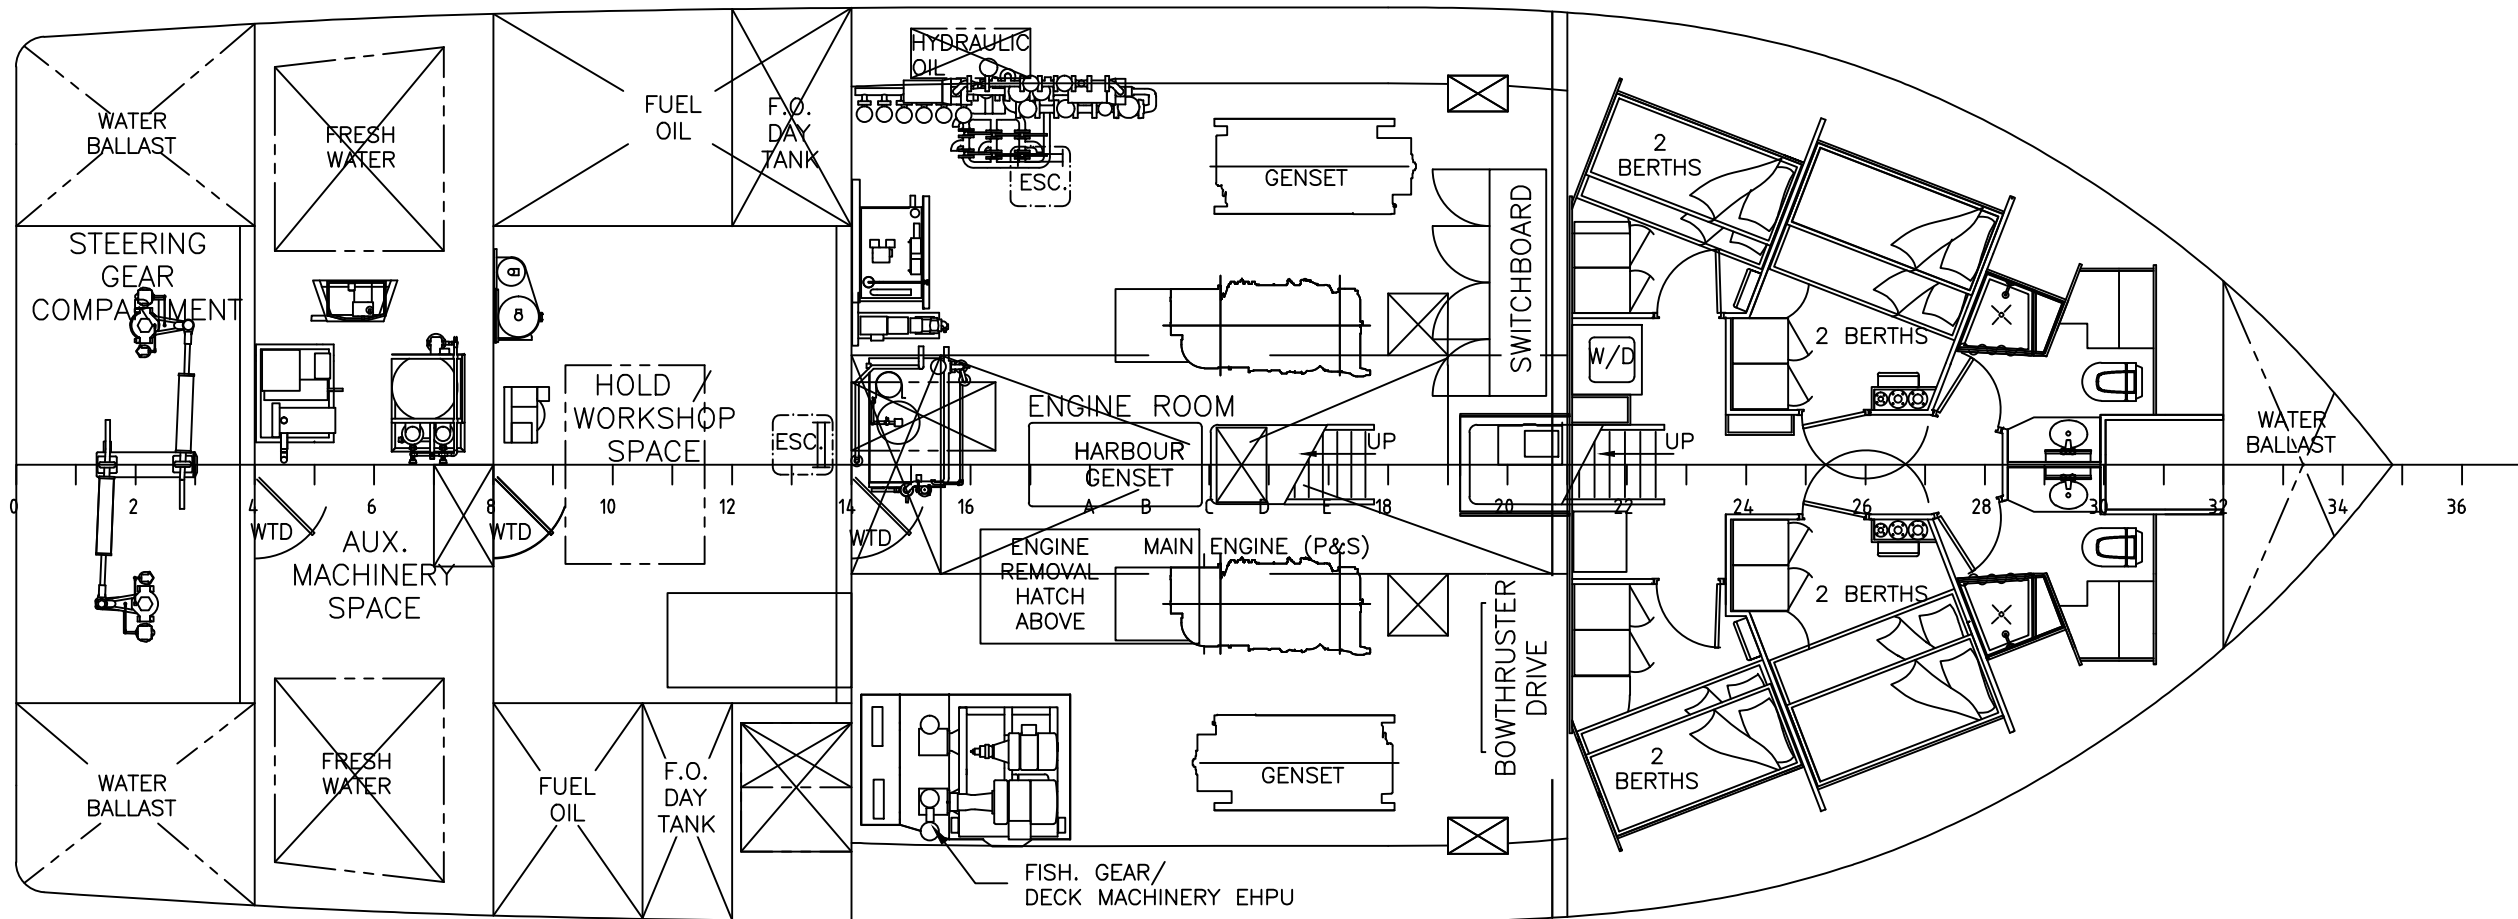 HYDRAULIC
OIL
WATER
BALLAST
FRESH
WATER
FUEL
OIL
F.O.
DAY
TANK
ESC.
GENSET
2
BERTHS
STEERING
GEAR
COMPARTMENT
SWITCHBOARD
2 BERTHS
W/D
HOLD /
WORKSHOP
SPACE
ESC.
ENGINE ROOM
HARBOUR
GENSET
UP
UP
WATER
BALLAST
0 2 4 6 8 10 12 14 16 A B C D E 18 20 22 24 26 28 30 32 34 36
WTD
WTD
WTD
AUX.
MACHINERY
SPACE
ENGINE
REMOVAL
HATCH
ABOVE
MAIN ENGINE (P&S)
BOWTHRUSTER
DRIVE
2 BERTHS
WATER
BALLAST
FRESH
WATER
FUEL
OIL
F.O.
DAY
TANK
GENSET
2
BERTHS
FISH. GEAR/
DECK MACHINERY EHPU